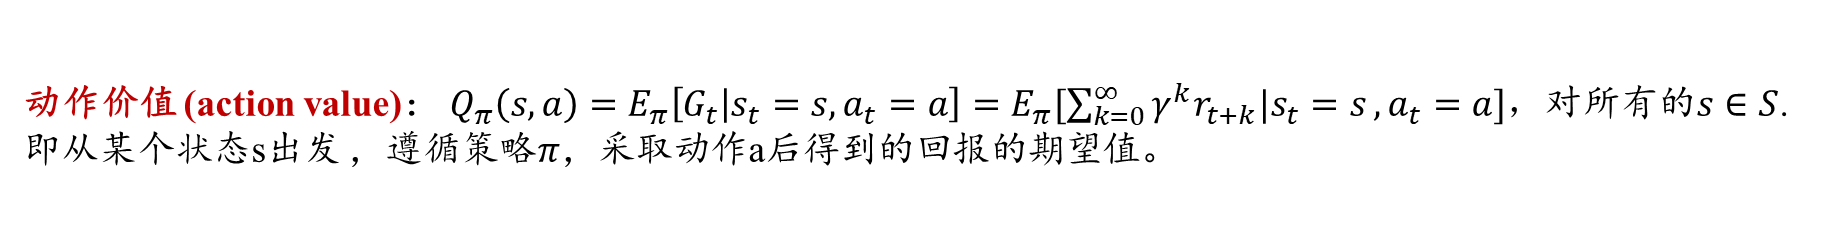 动作价值(action value)： Q_π(s, a) = E_π[G_t|s_t = s, a_t = a] = E_π[∑_{k=0}^{∞} γ^k r_{t+k}|s_t = s , a_t = a]，对所有的s ∈ S.
即从某个状态s出发，遵循策略π，采取动作a后得到的回报的期望值。